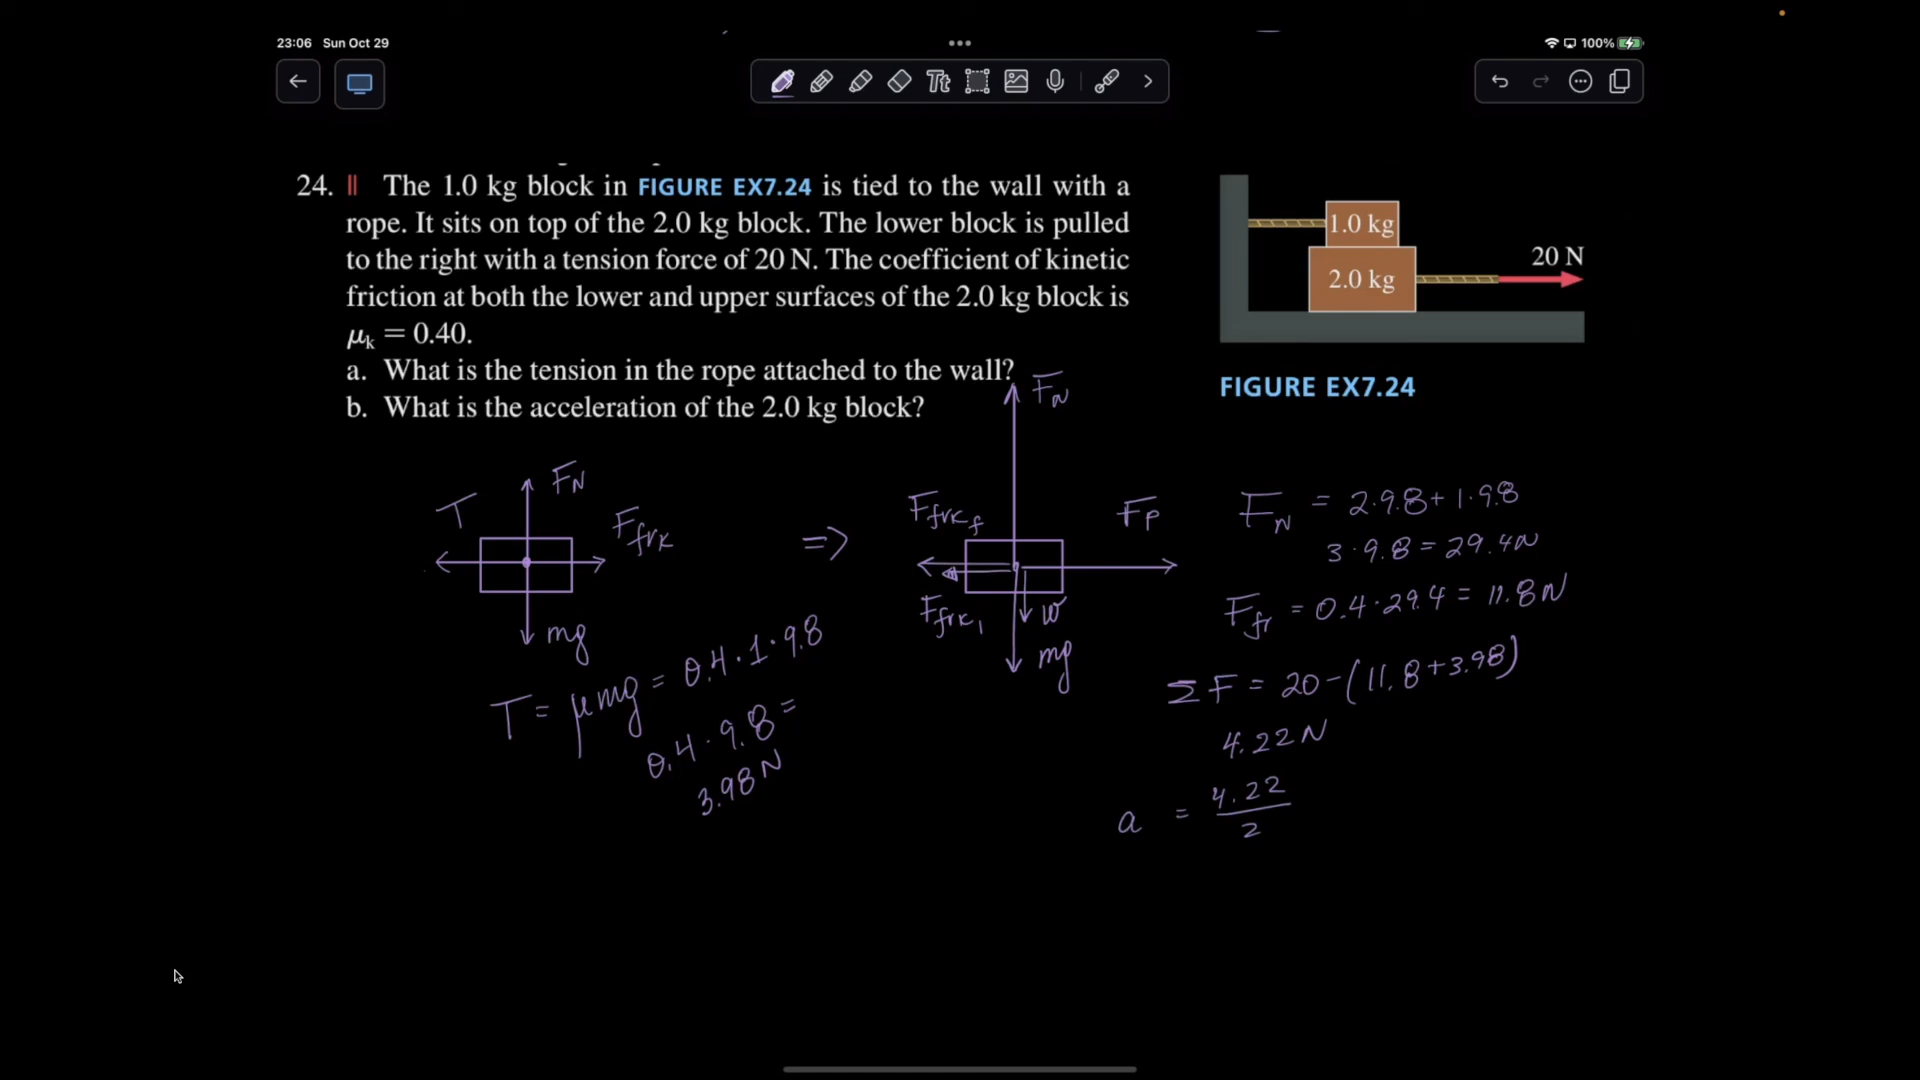 23:06 Sun Oct 29
100%
Tt
24. || The 1.0 kg block in FIGURE EX7.24 is tied to the wall with a
rope. It sits on top of the 2.0 kg block. The lower block is pulled
to the right with a tension force of 20 N. The coefficient of kinetic
friction at both the lower and upper surfaces of the 2.0 kg block is
μk = 0.40.
a. What is the tension in the rope attached to the wall?
b. What is the acceleration of the 2.0 kg block?
1.0 kg
2.0 kg
20 N
FIGURE EX7.24
T
FN
Ffrk
mg
T = μmg = 0.4·1·9.8
0.4·9.8 =
3.98 N
=>
FN
Ffrkf
FP
Ffrk1
w
mg
FN = 2·9.8 + 1·9.8
3·9.8 = 29.4N
Ffr = 0.4·29.4 = 11.8N
ΣF = 20 - (11.8 + 3.98)
4.22 N
a = 4.22
2